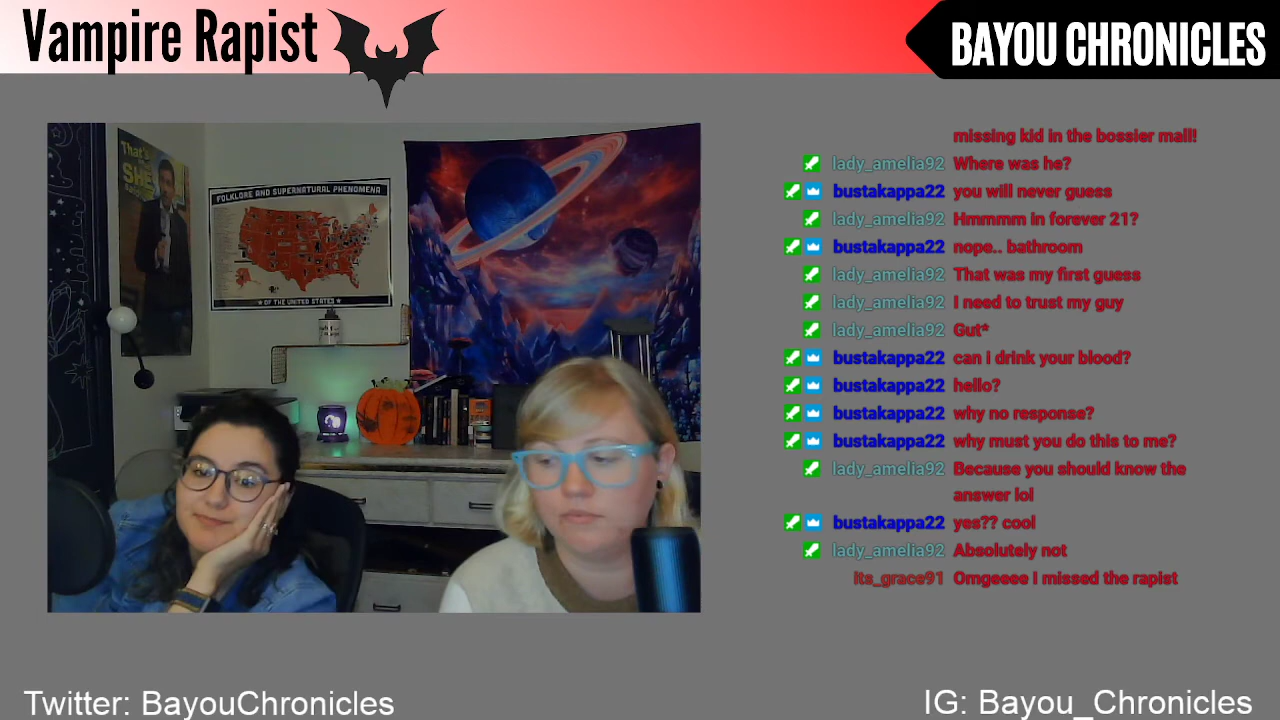 Vampire Rapist
BAYOU CHRONICLES
That's
SHE
FOLKLORE AND SUPERNATURAL PHENOMENA
★ OF THE UNITED STATES ★
missing kid in the bossier mall!
lady_amelia92 Where was he?
bustakappa22 you will never guess
lady_amelia92 Hmmmm in forever 21?
bustakappa22 nope.. bathroom
lady_amelia92 That was my first guess
lady_amelia92 I need to trust my guy
lady_amelia92 Gut*
bustakappa22 can i drink your blood?
bustakappa22 hello?
bustakappa22 why no response?
bustakappa22 why must you do this to me?
lady_amelia92 Because you should know the
answer lol
bustakappa22 yes?? cool
lady_amelia92 Absolutely not
Its_grace91 Omgeeee I missed the rapist
Twitter: BayouChronicles
IG: Bayou_Chronicles